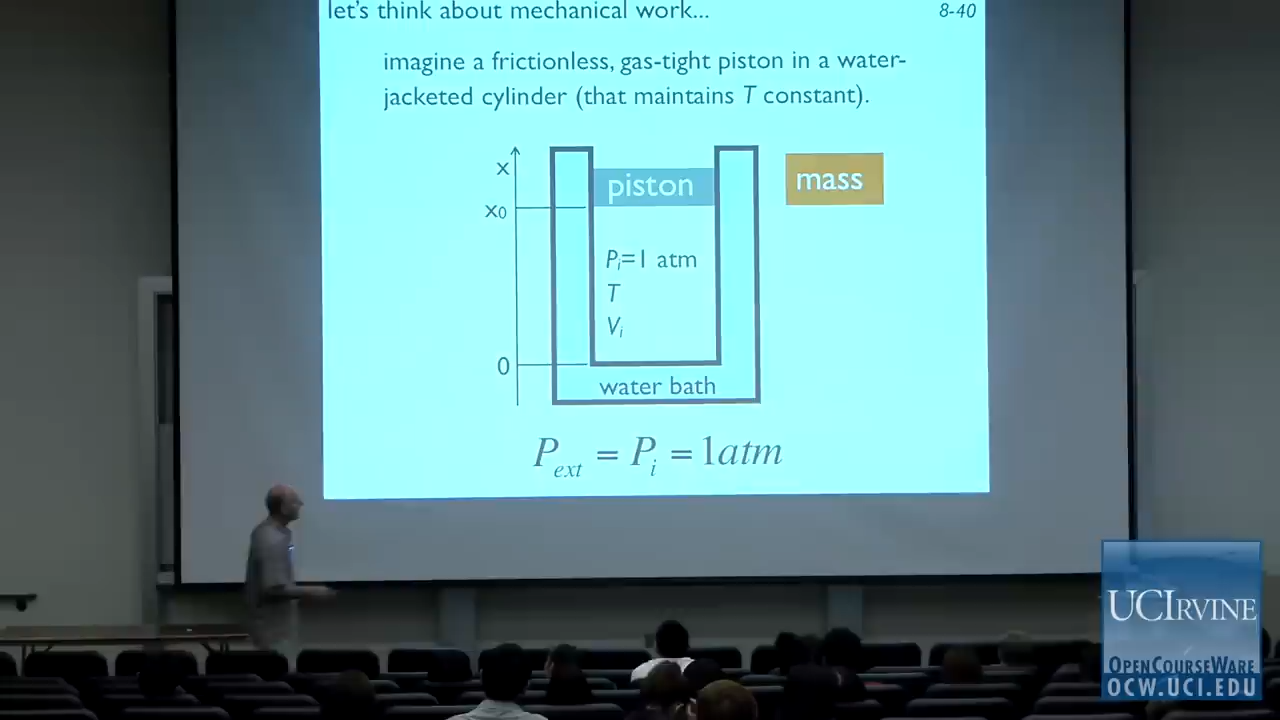 let's think about mechanical work...
8-40
imagine a frictionless, gas-tight piston in a water-
jacketed cylinder (that maintains T constant).
x
piston
mass
x0
Pi=1 atm
T
Vi
0
water bath
Pext = Pi = 1atm
UCIRVINE
OPENCOURSEWARE
OCW.UCI.EDU